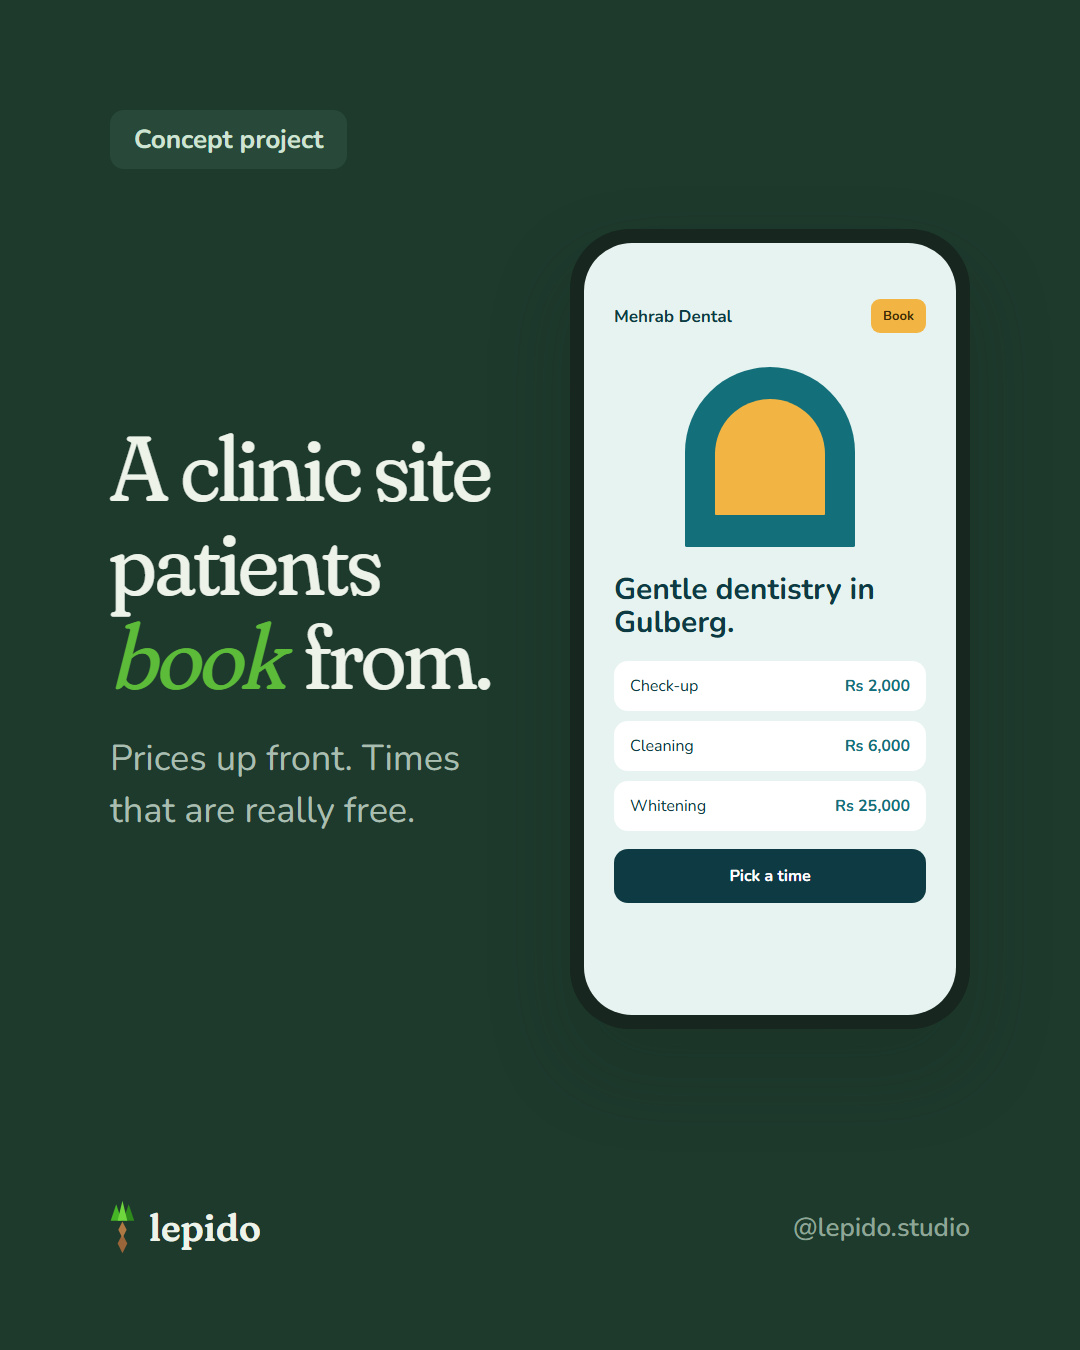 Concept project
A clinic site
patients
book from.
Prices up front. Times
that are really free.
Mehrab Dental
Book
Gentle dentistry in
Gulberg.
Check-up Rs 2,000
Cleaning Rs 6,000
Whitening Rs 25,000
Pick a time
lepido
@lepido.studio